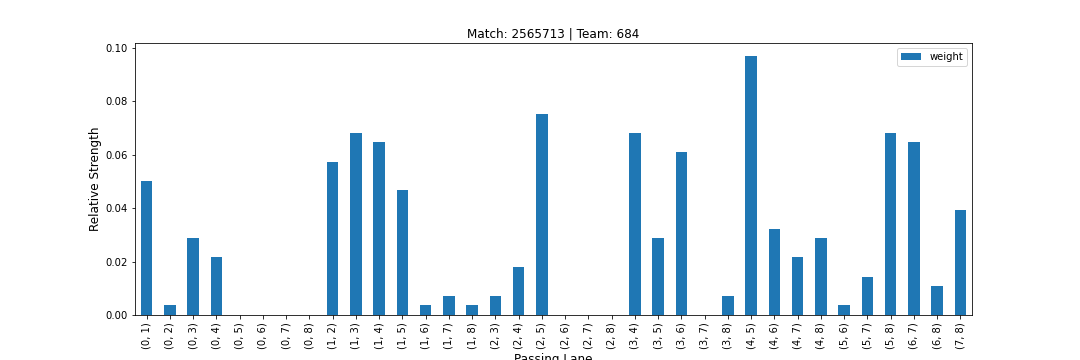 Match: 2565713 | Team: 684
weight
Relative Strength
0.10
0.08
0.06
0.04
0.02
0.00
(0, 1) (0, 2) (0, 3) (0, 4) (0, 5) (0, 6) (0, 7) (0, 8) (1, 2) (1, 3) (1, 4) (1, 5) (1, 6) (1, 7) (1, 8) (2, 3) (2, 4) (2, 5) (2, 6) (2, 7) (2, 8) (3, 4) (3, 5) (3, 6) (3, 7) (3, 8) (4, 5) (4, 6) (4, 7) (4, 8) (5, 6) (5, 7) (5, 8) (6, 7) (6, 8) (7, 8)
Passing Lane